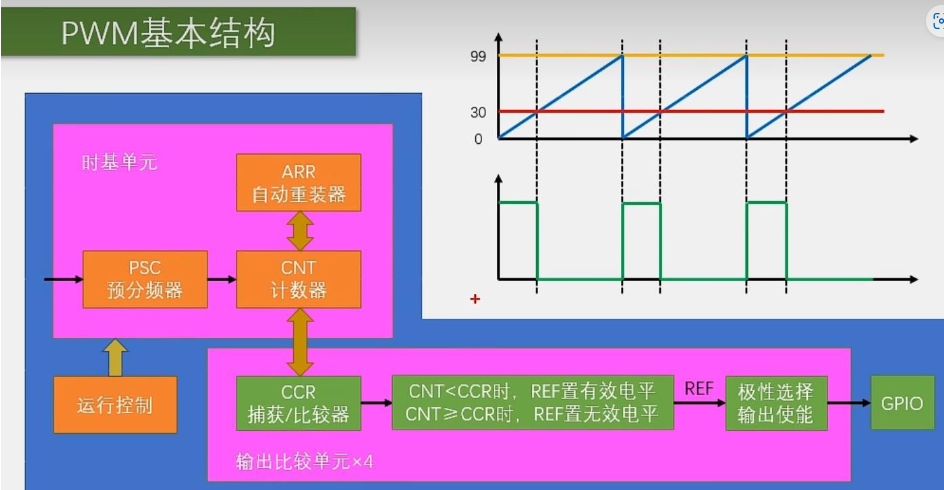 PWM基本结构
99
30
0
时基单元
ARR
自动重装器
PSC
预分频器
CNT
计数器
运行控制
CCR
捕获/比较器
CNT<CCR时，REF置有效电平
CNT≥CCR时，REF置无效电平
REF
极性选择
输出使能
GPIO
输出比较单元×4